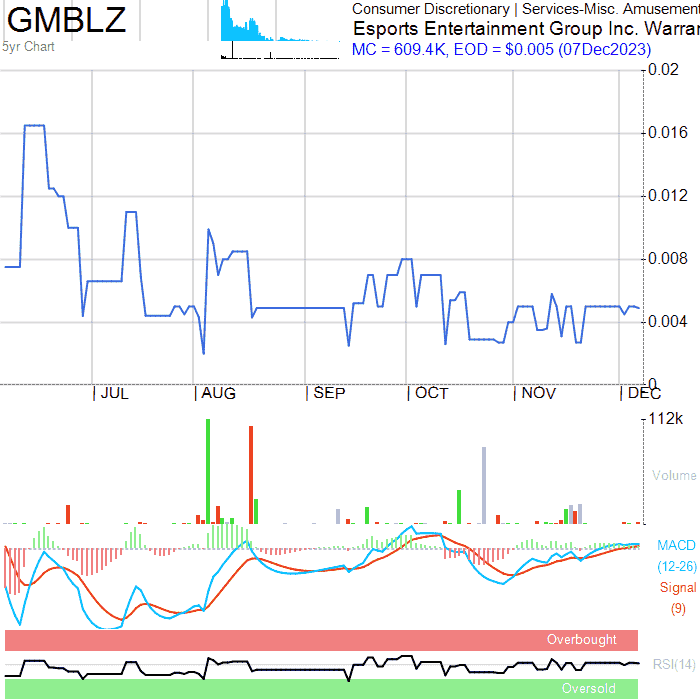 GMBLZ
5yr Chart
Consumer Discretionary | Services-Misc. Amusement
Esports Entertainment Group Inc. Warrar
MC = 609.4K, EOD = $0.005 (07Dec2023)
0.02
0.016
0.012
0.008
0.004
0
JUL AUG SEP OCT NOV DEC
112k
Volume
MACD
(12-26)
Signal
(9)
Overbought
RSI(14)
Oversold